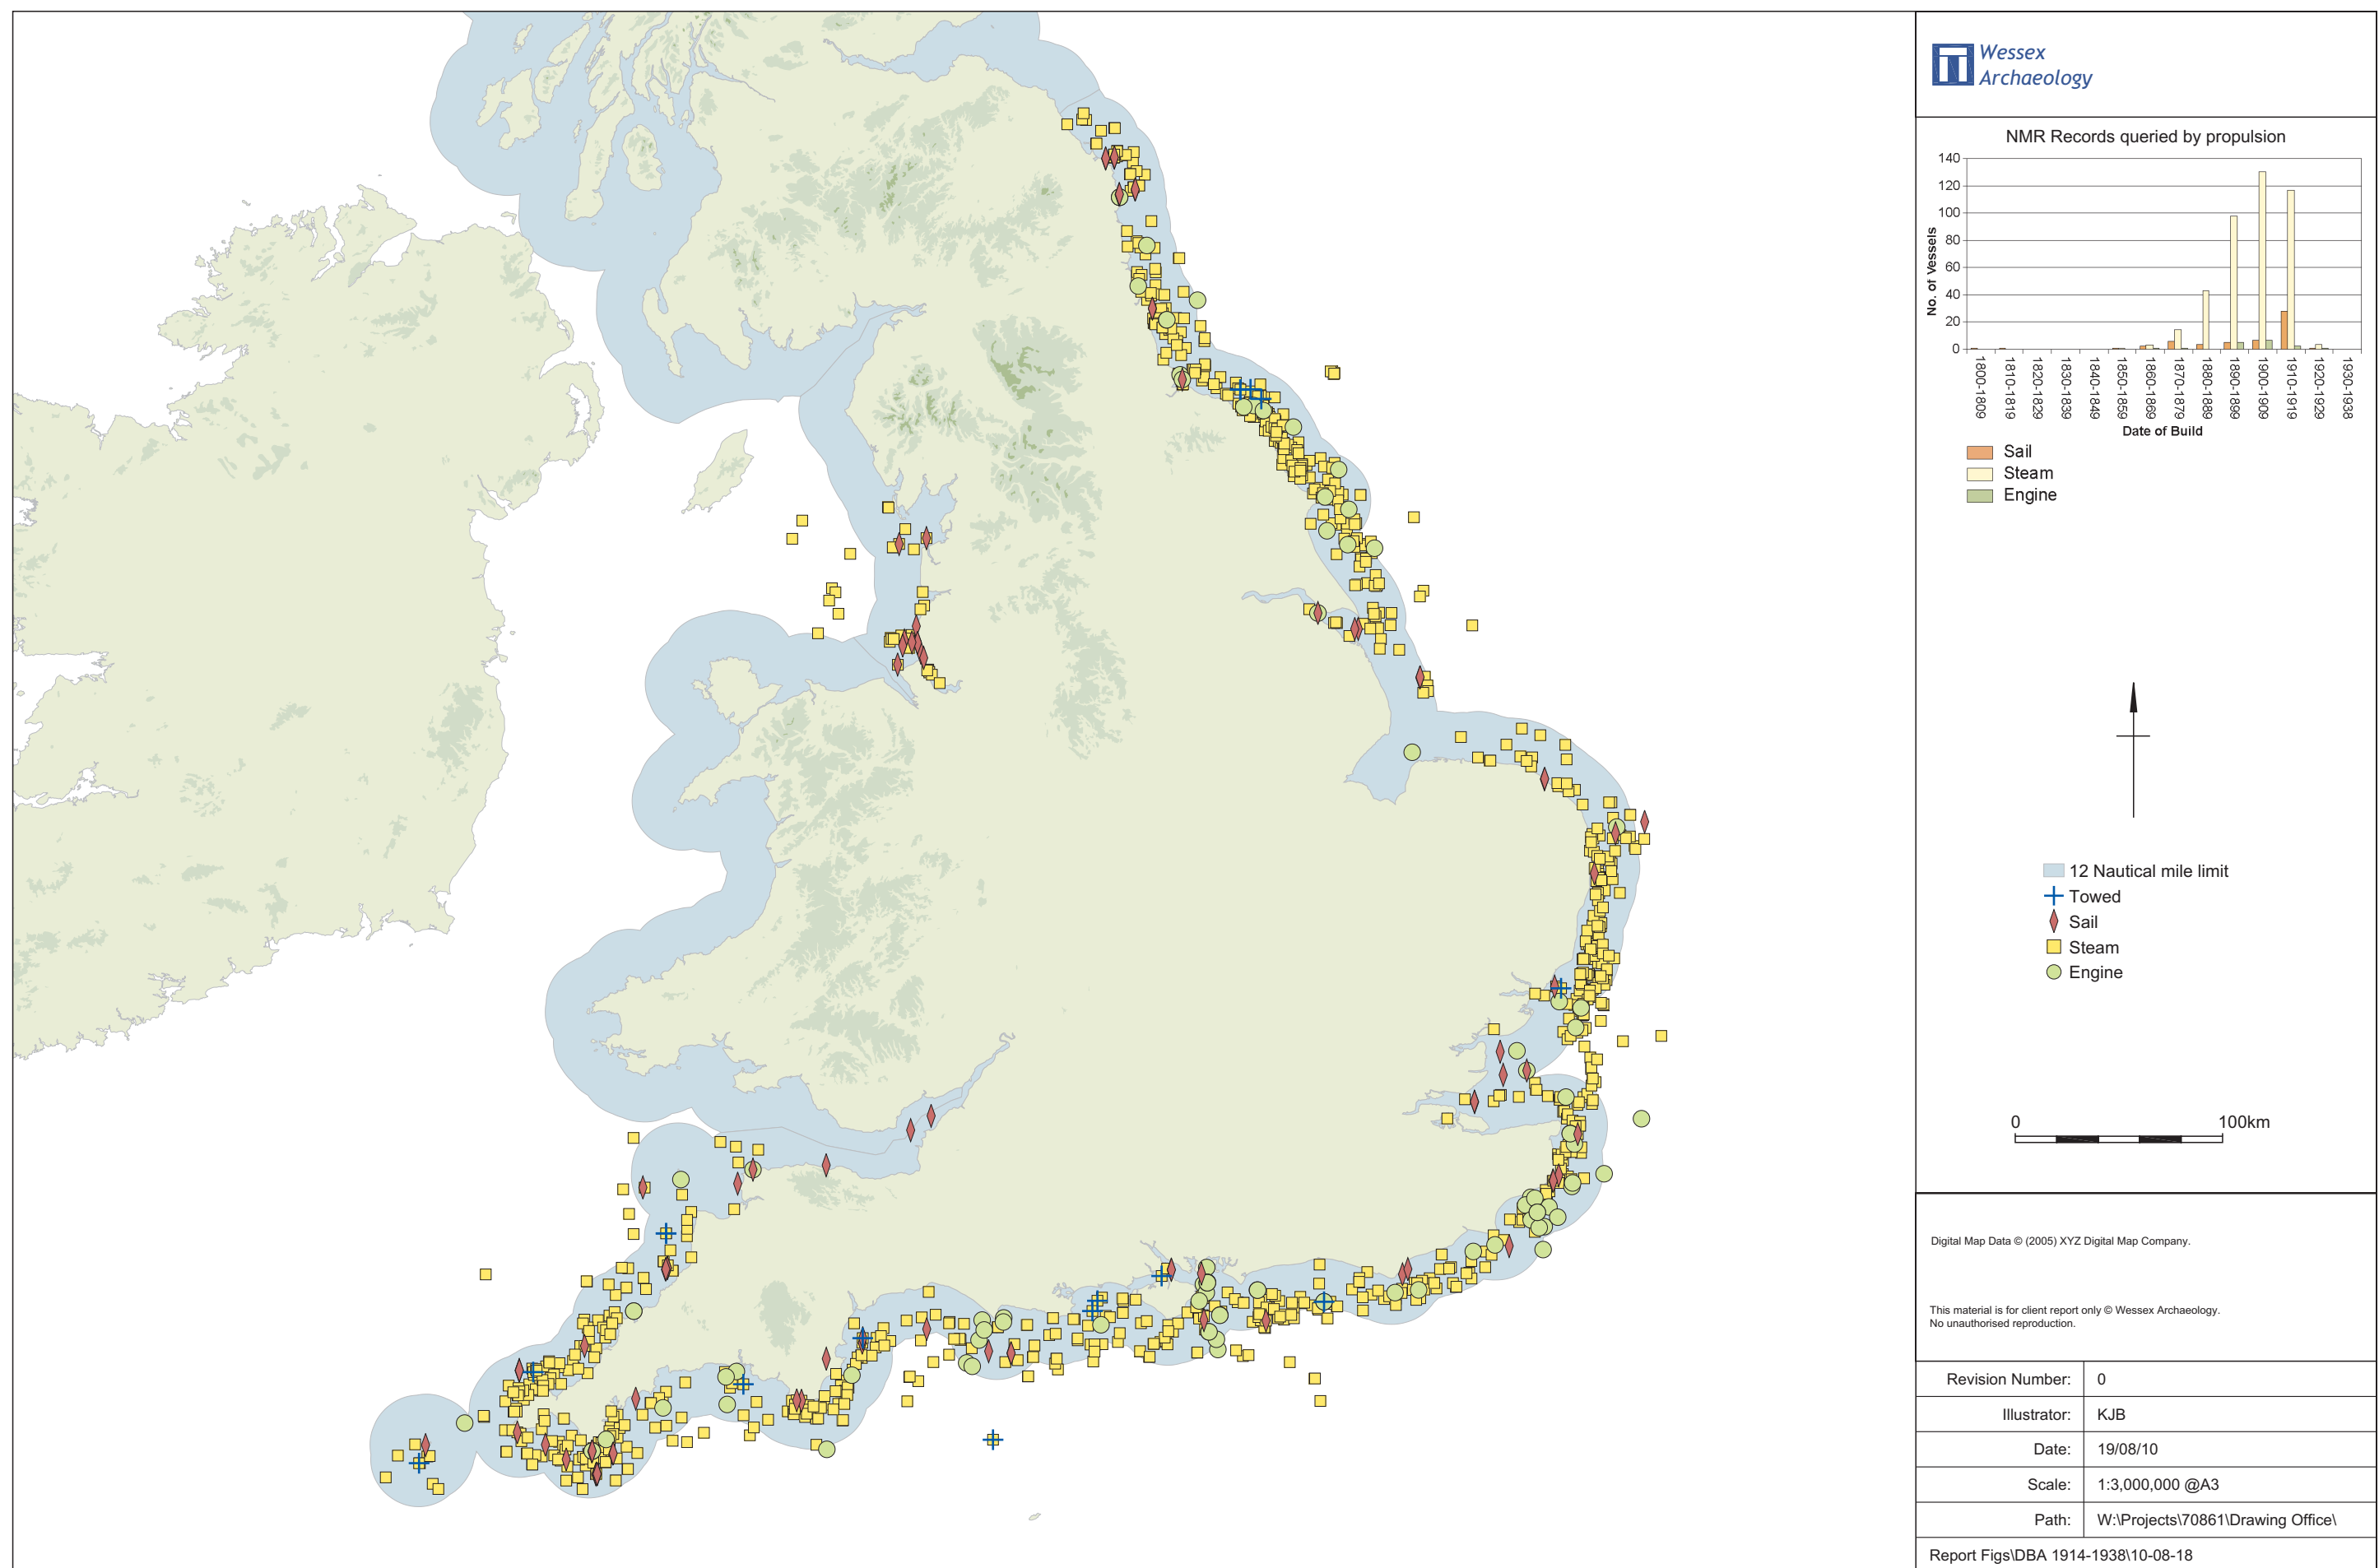 Wessex
Archaeology
NMR Records queried by propulsion
No. of Vessels
140
120
100
80
60
40
20
0
1800-1809
1810-1819
1820-1829
1830-1839
1840-1849
1850-1859
1860-1869
1870-1879
1880-1889
1890-1899
1900-1909
1910-1919
1920-1929
1930-1938
Date of Build
Sail
Steam
Engine
12 Nautical mile limit
Towed
Sail
Steam
Engine
0 100km
Digital Map Data © (2005) XYZ Digital Map Company.
This material is for client report only © Wessex Archaeology.
No unauthorised reproduction.
Revision Number: 0
Illustrator: KJB
Date: 19/08/10
Scale: 1:3,000,000 @A3
Path: W:\Projects\70861\Drawing Office\
Report Figs\DBA 1914-1938\10-08-18